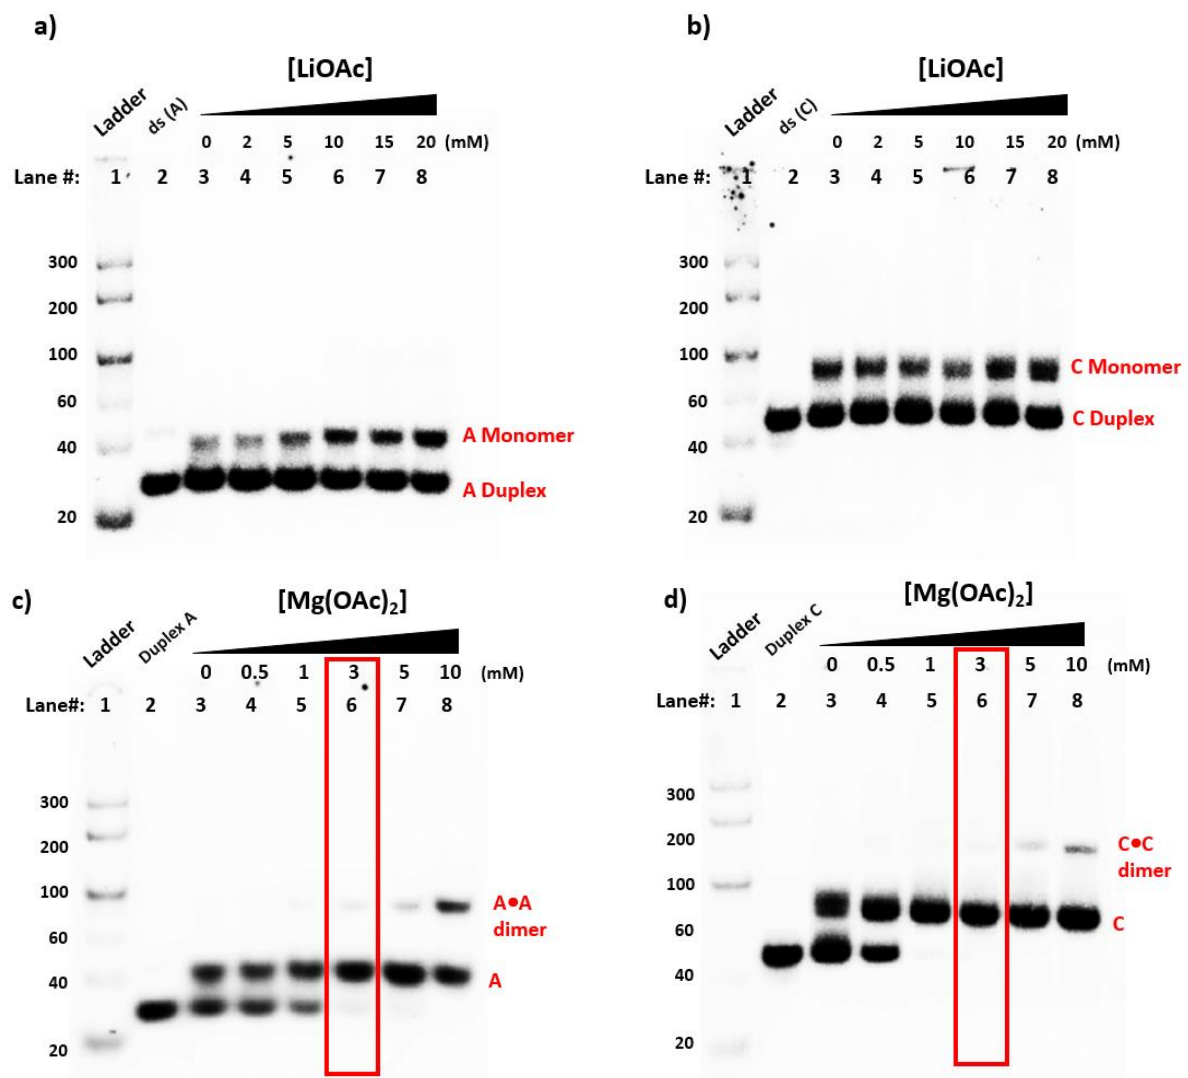 a)
[LiOAc]
Ladder
ds (A)
0 2 5 10 15 20 (mM)
Lane #: 1 2 3 4 5 6 7 8
300
200
100
60
40
20
A Monomer
A Duplex
b)
[LiOAc]
Ladder
ds (C)
0 2 5 10 15 20 (mM)
Lane #: 1 2 3 4 5 6 7 8
300
200
100
60
40
20
C Monomer
C Duplex
c)
[Mg(OAc)₂]
Ladder
Duplex A
0 0.5 1 3 5 10 (mM)
Lane#: 1 2 3 4 5 6 7 8
300
200
100
60
40
20
A•A
dimer
A
d)
[Mg(OAc)₂]
Ladder
Duplex C
0 0.5 1 3 5 10 (mM)
Lane#: 1 2 3 4 5 6 7 8
300
200
100
60
40
20
C•C
dimer
C